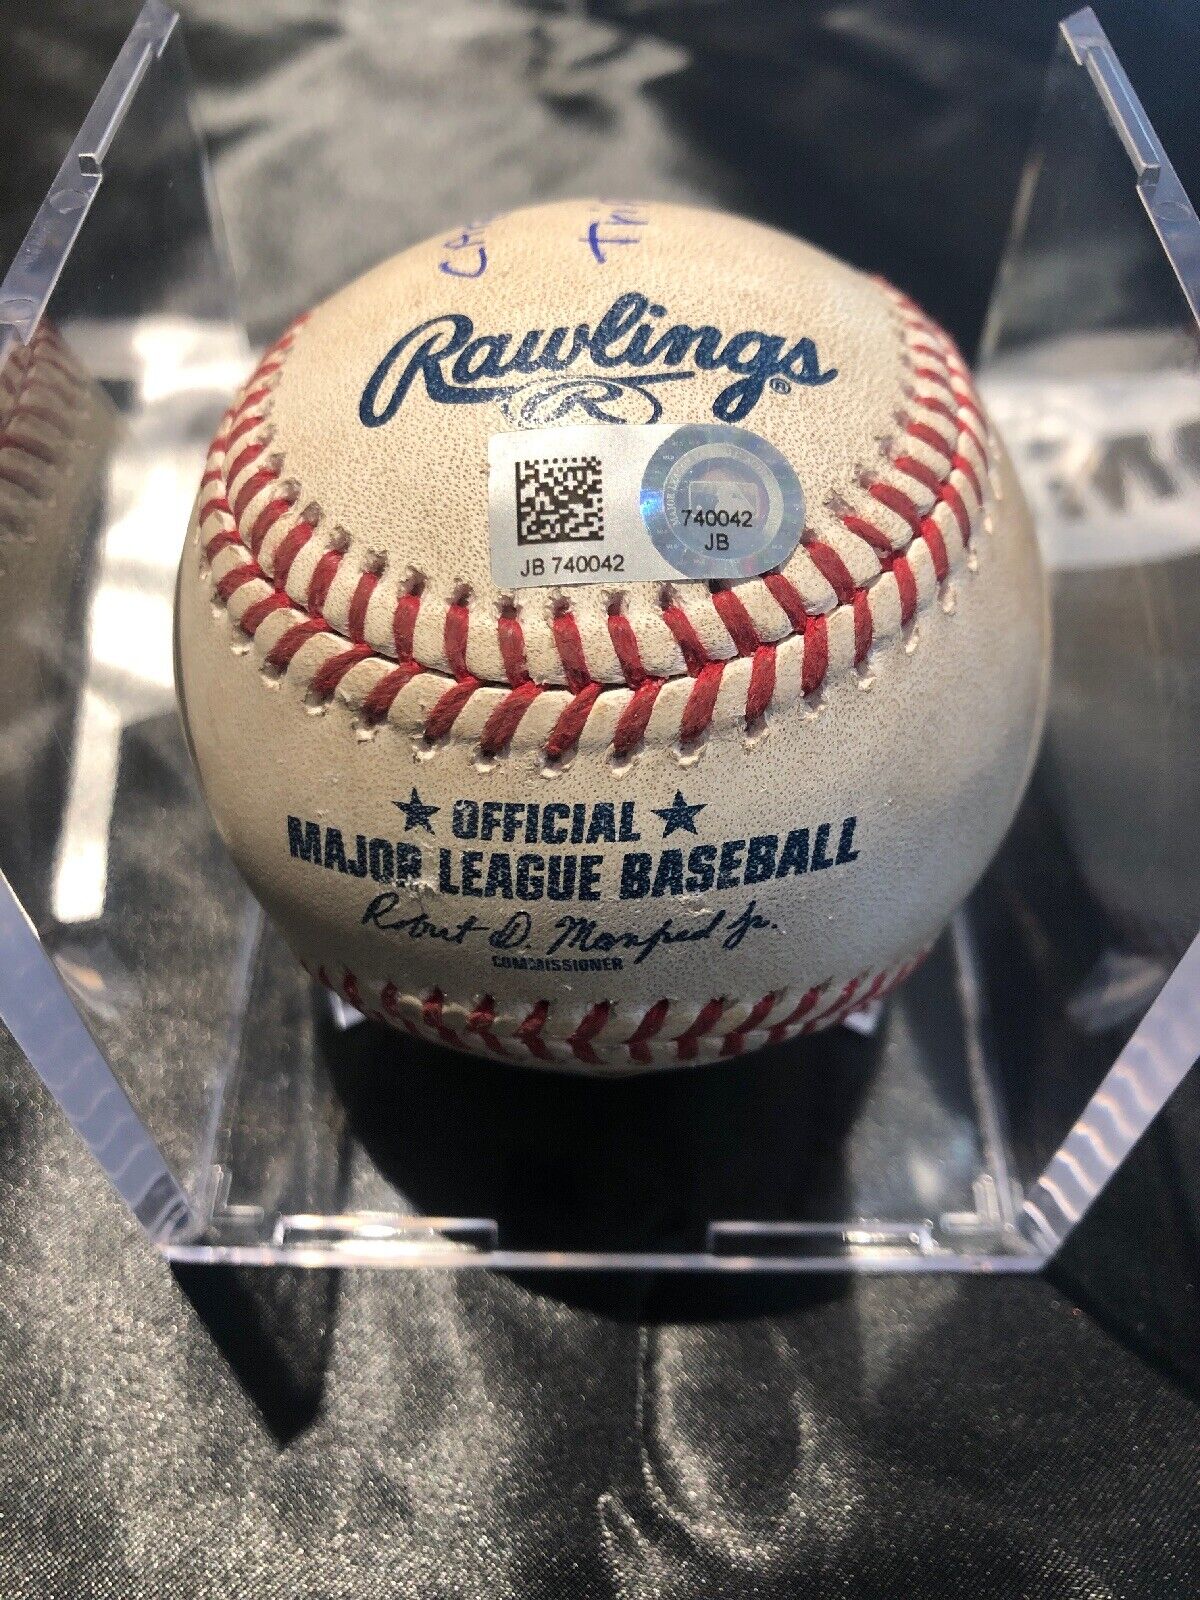 Rawlings®
R
740042
JB
JB 740042
★ OFFICIAL ★
MAJOR LEAGUE BASEBALL
Robert D. Manfred Jr.
COMMISSIONER